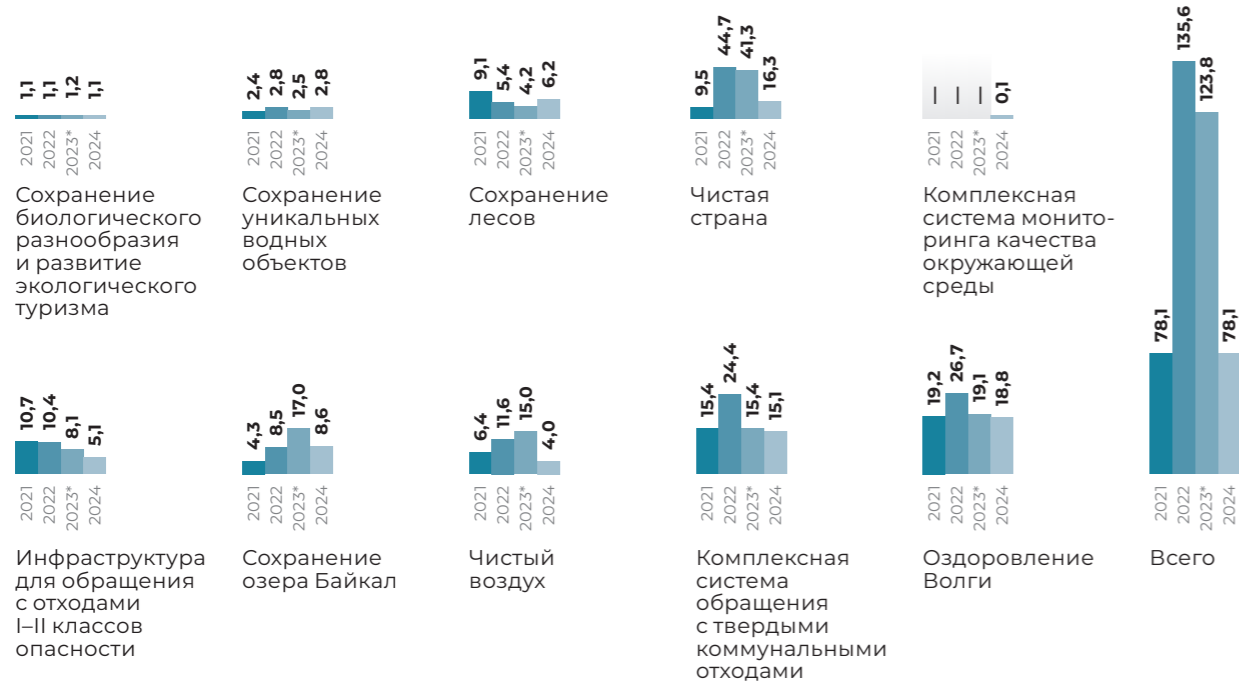 1,1 1,1 1,2 1,1
2021 2022 2023* 2024
Сохранение
биологического
разнообразия
и развитие
экологического
туризма
2,4 2,8 2,5 2,8
2021 2022 2023* 2024
Сохранение
уникальных
водных
объектов
9,1 5,4 4,2 6,2
2021 2022 2023* 2024
Сохранение
лесов
9,5 44,7 41,3 16,3
2021 2022 2023* 2024
Чистая
страна
– – – 0,1
2021 2022 2023* 2024
Комплексная
система монито-
ринга качества
окружающей
среды
10,7 10,4 8,1 5,1
2021 2022 2023* 2024
Инфраструктура
для обращения
с отходами
I–II классов
опасности
4,3 8,5 17,0 8,6
2021 2022 2023* 2024
Сохранение
озера Байкал
6,4 11,6 15,0 4,0
2021 2022 2023* 2024
Чистый
воздух
15,4 24,4 15,4 15,1
2021 2022 2023* 2024
Комплексная
система
обращения
с твердыми
коммунальными
отходами
19,2 26,7 19,1 18,8
2021 2022 2023* 2024
Оздоровление
Волги
78,1 135,6 123,8 78,1
2021 2022 2023* 2024
Всего